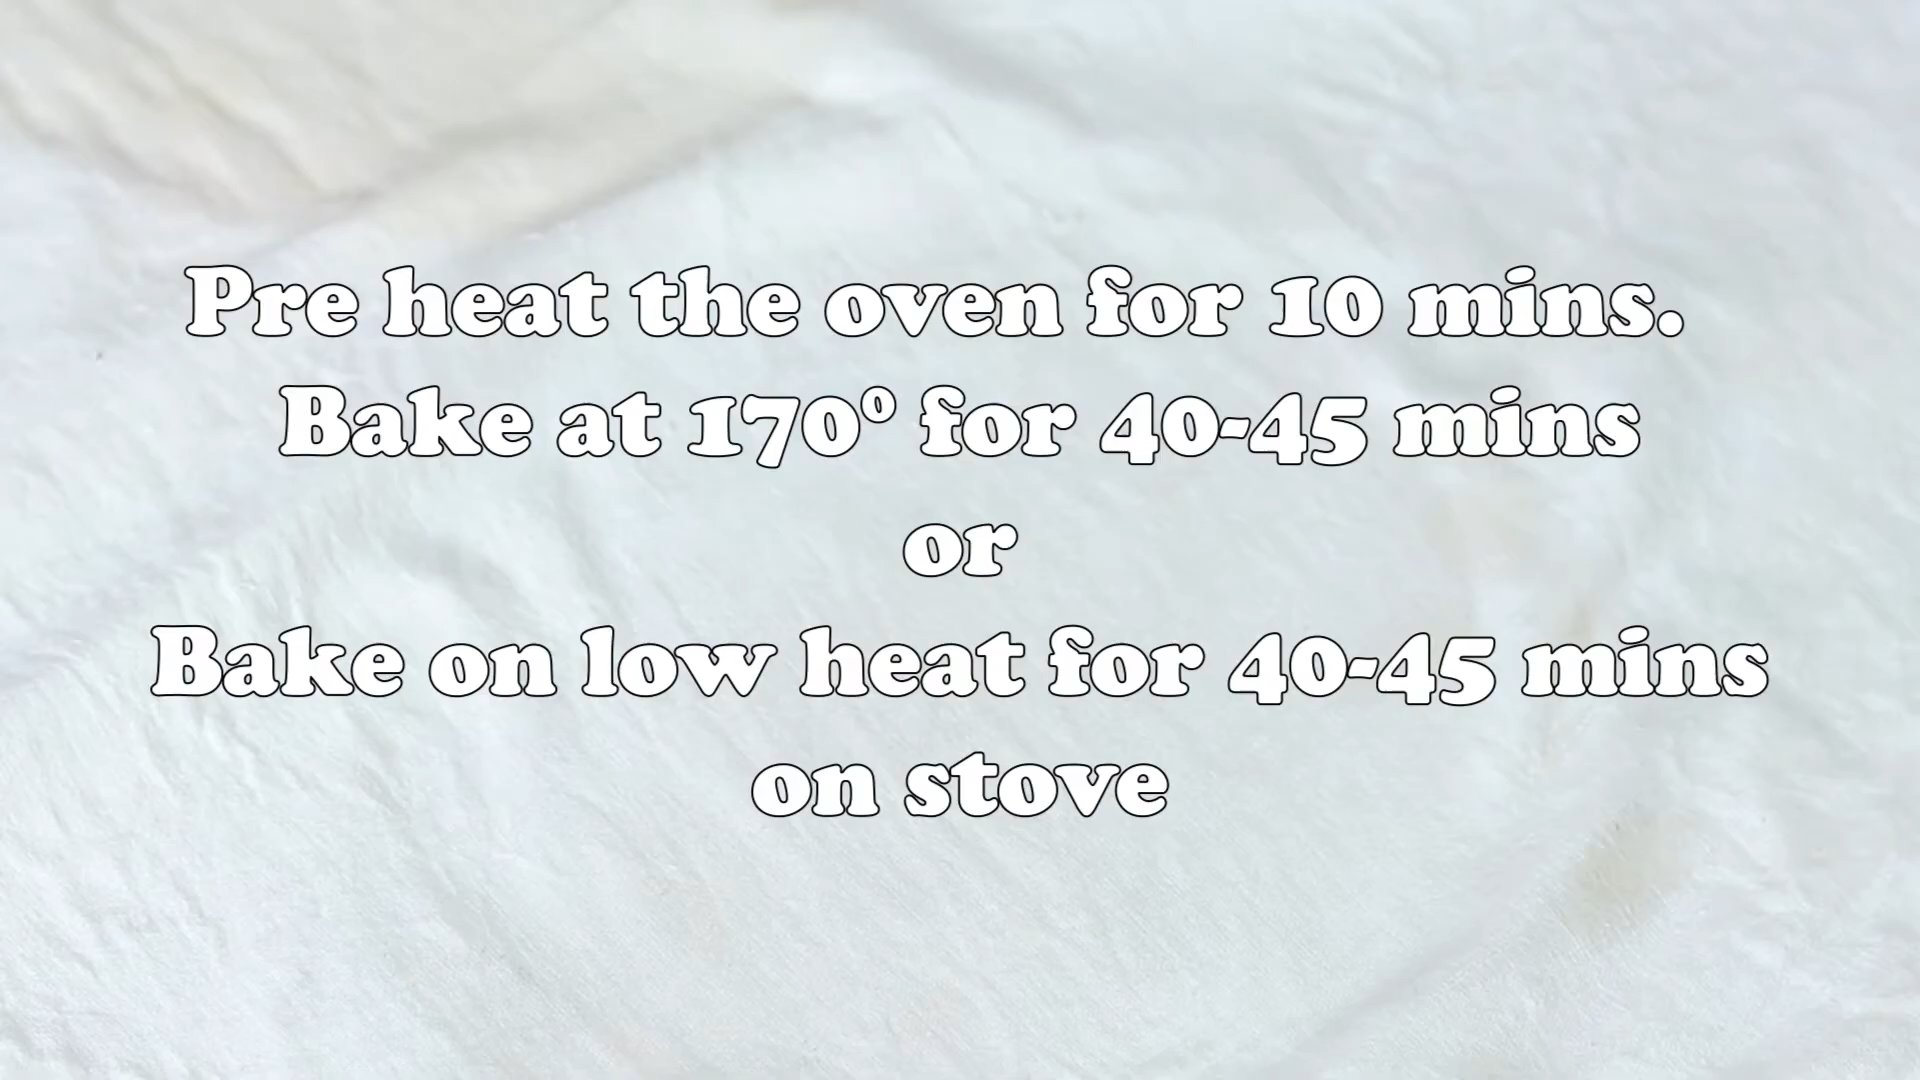 Pre heat the oven for 10 mins.
Bake at 170º for 40-45 mins
or
Bake on low heat for 40-45 mins
on stove